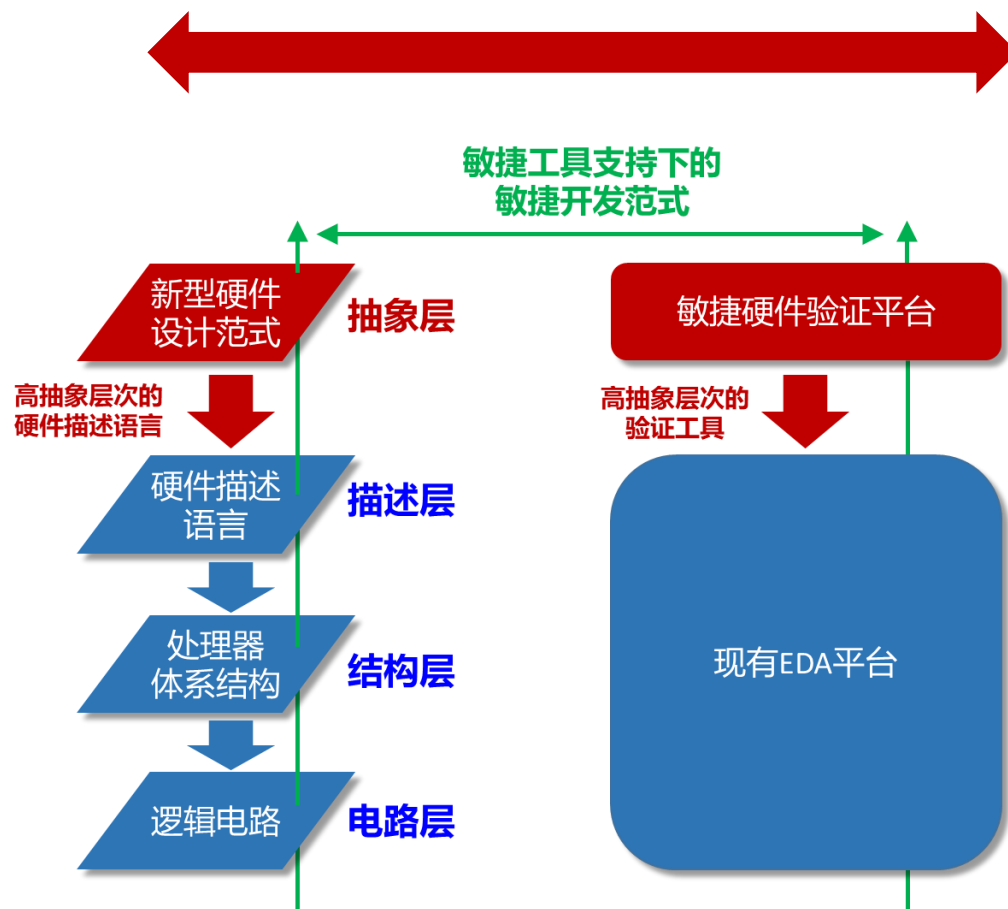 敏捷工具支持下的
敏捷开发范式
新型硬件
设计范式
抽象层
敏捷硬件验证平台
高抽象层次的
硬件描述语言
高抽象层次的
验证工具
硬件描述
语言
描述层
处理器
体系结构
结构层
现有EDA平台
逻辑电路
电路层